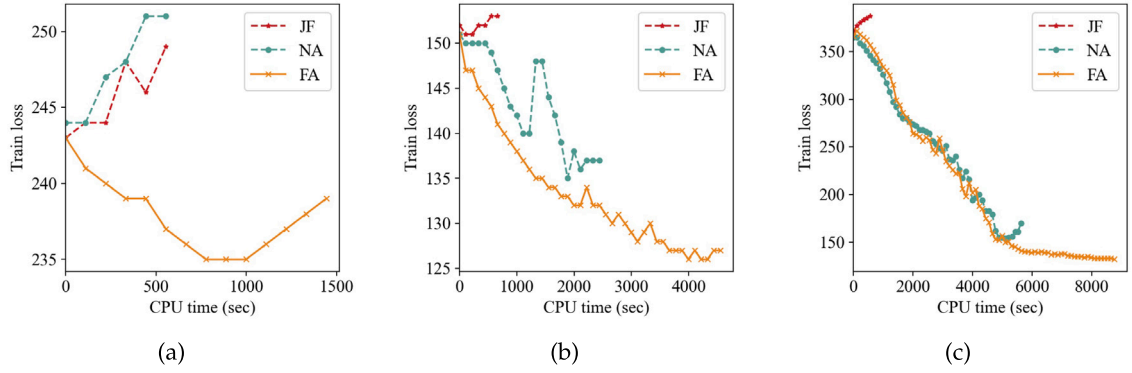 250
245
240
235
Train loss
0
500
1000
1500
CPU time (sec)
JF
NA
FA
(a)
150
145
140
135
130
125
Train loss
0
1000
2000
3000
4000
CPU time (sec)
JF
NA
FA
(b)
350
300
250
200
150
Train loss
0
2000
4000
6000
8000
CPU time (sec)
JF
NA
FA
(c)